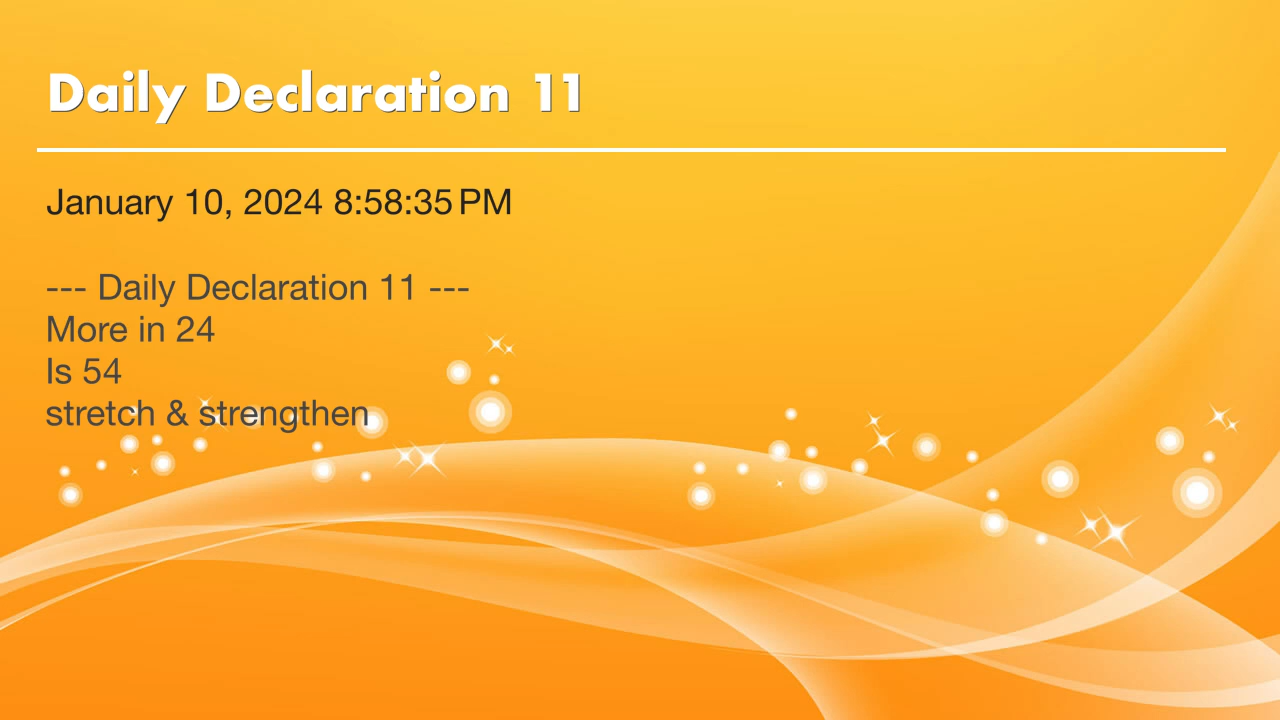 Daily Declaration 11
January 10, 2024 8:58:35 PM
--- Daily Declaration 11 ---
More in 24
Is 54
stretch & strengthen